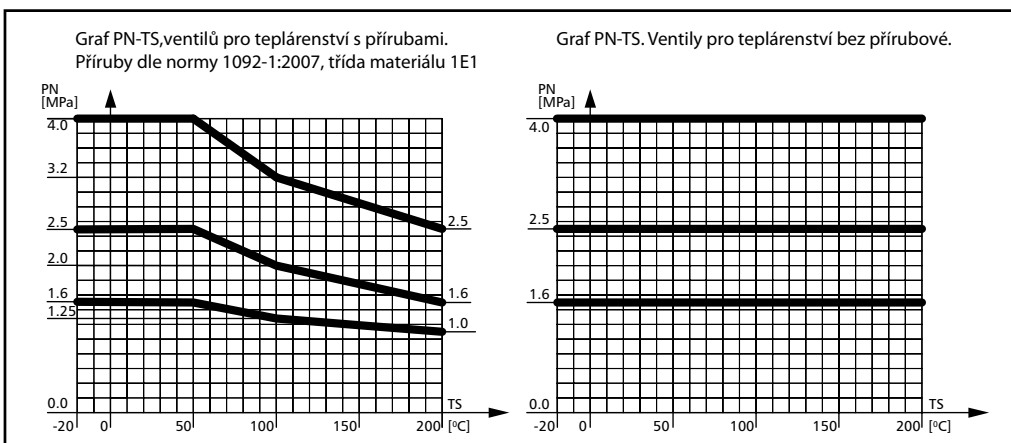 Graf PN-TS,ventilů pro teplárenství s přírubami.
Příruby dle normy 1092-1:2007, třída materiálu 1E1
PN
[MPa]
4.0
3.2
2.5
2.5
2.0
1.6
1.6
1.25
1.0
0.0
TS
-20 0 50 100 150 200 [ºC]
Graf PN-TS. Ventily pro teplárenství bez přírubové.
PN
[MPa]
4.0
2.5
1.6
0.0
TS
-20 0 50 100 150 200 [ºC]